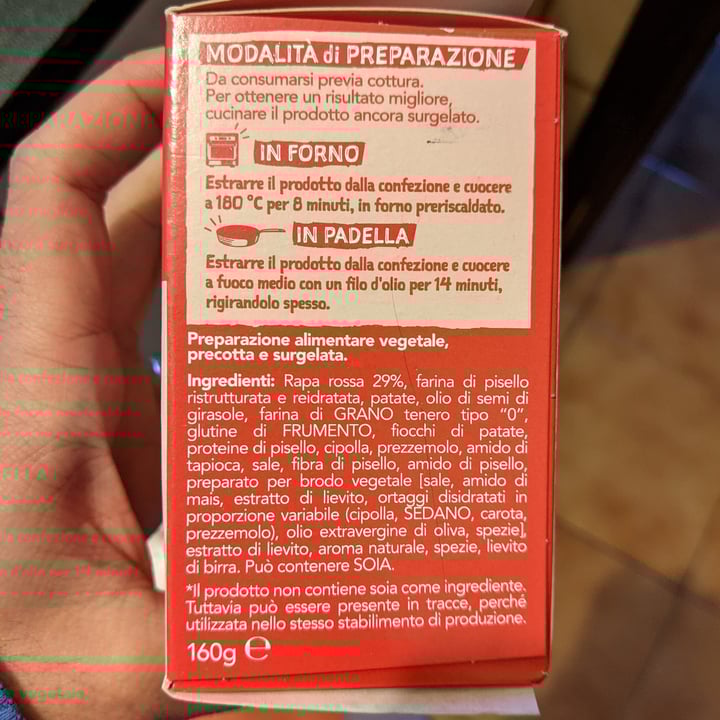 MODALITÀ di PREPARAZIONE
Da consumarsi previa cottura.
Per ottenere un risultato migliore,
cucinare il prodotto ancora surgelato.
IN FORNO
Estrarre il prodotto dalla confezione e cuocere
a 180 °C per 8 minuti, in forno preriscaldato.
IN PADELLA
Estrarre il prodotto dalla confezione e cuocere
a fuoco medio con un filo d'olio per 14 minuti,
rigirandolo spesso.
Preparazione alimentare vegetale,
precotta e surgelata.
Ingredienti: Rapa rossa 29%, farina di pisello
ristrutturata e reidratata, patate, olio di semi di
girasole, farina di GRANO tenero tipo "0",
glutine di FRUMENTO, fiocchi di patate,
proteine di pisello, cipolla, prezzemolo, amido di
tapioca, sale, fibra di pisello, amido di pisello,
preparato per brodo vegetale [sale, amido di
mais, estratto di lievito, ortaggi disidratati in
proporzione variabile (cipolla, SEDANO, carota,
prezzemolo), olio extravergine di oliva, spezie],
estratto di lievito, aroma naturale, spezie, lievito
di birra. Può contenere SOIA.
*Il prodotto non contiene soia come ingrediente.
Tuttavia può essere presente in tracce, perché
utilizzata nello stesso stabilimento di produzione.
160g e